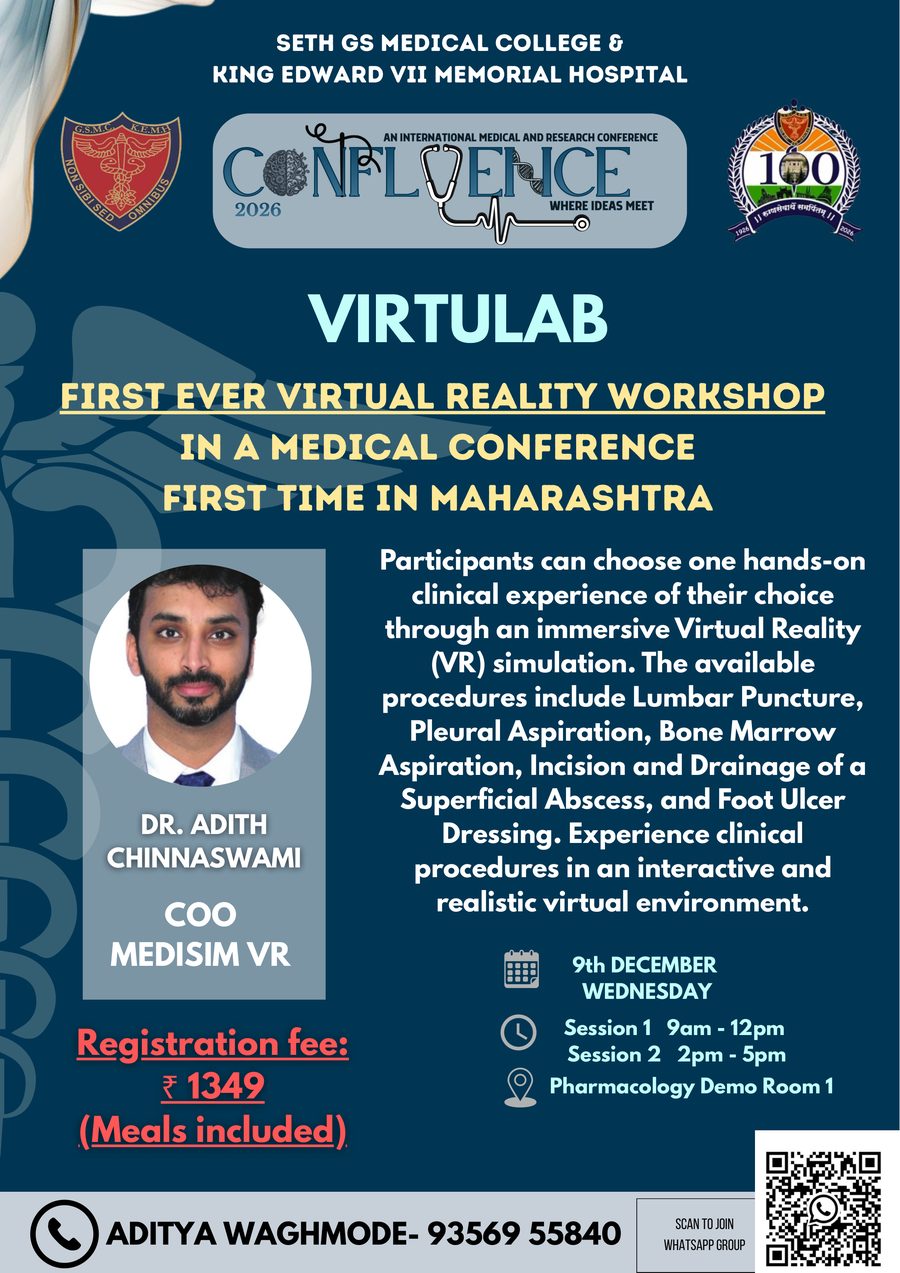 SETH GS MEDICAL COLLEGE &
KING EDWARD VII MEMORIAL HOSPITAL
G.S.M.C. K.E.M.H.
NON SIBI SED OMNIBUS
AN INTERNATIONAL MEDICAL AND RESEARCH CONFERENCE
CONFLUENCE
2026
WHERE IDEAS MEET
100
|| रुग्णसेवार्थे समर्पितम् ||
1926
2026
VIRTULAB
FIRST EVER VIRTUAL REALITY WORKSHOP
IN A MEDICAL CONFERENCE
FIRST TIME IN MAHARASHTRA
Participants can choose one hands-on
clinical experience of their choice
through an immersive Virtual Reality
(VR) simulation. The available
procedures include Lumbar Puncture,
Pleural Aspiration, Bone Marrow
Aspiration, Incision and Drainage of a
Superficial Abscess, and Foot Ulcer
Dressing. Experience clinical
procedures in an interactive and
realistic virtual environment.
DR. ADITH
CHINNASWAMI
COO
MEDISIM VR
9th DECEMBER
WEDNESDAY
Session 1 9am - 12pm
Session 2 2pm - 5pm
Pharmacology Demo Room 1
Registration fee:
₹ 1349
(Meals included)
ADITYA WAGHMODE- 93569 55840
SCAN TO JOIN
WHATSAPP GROUP